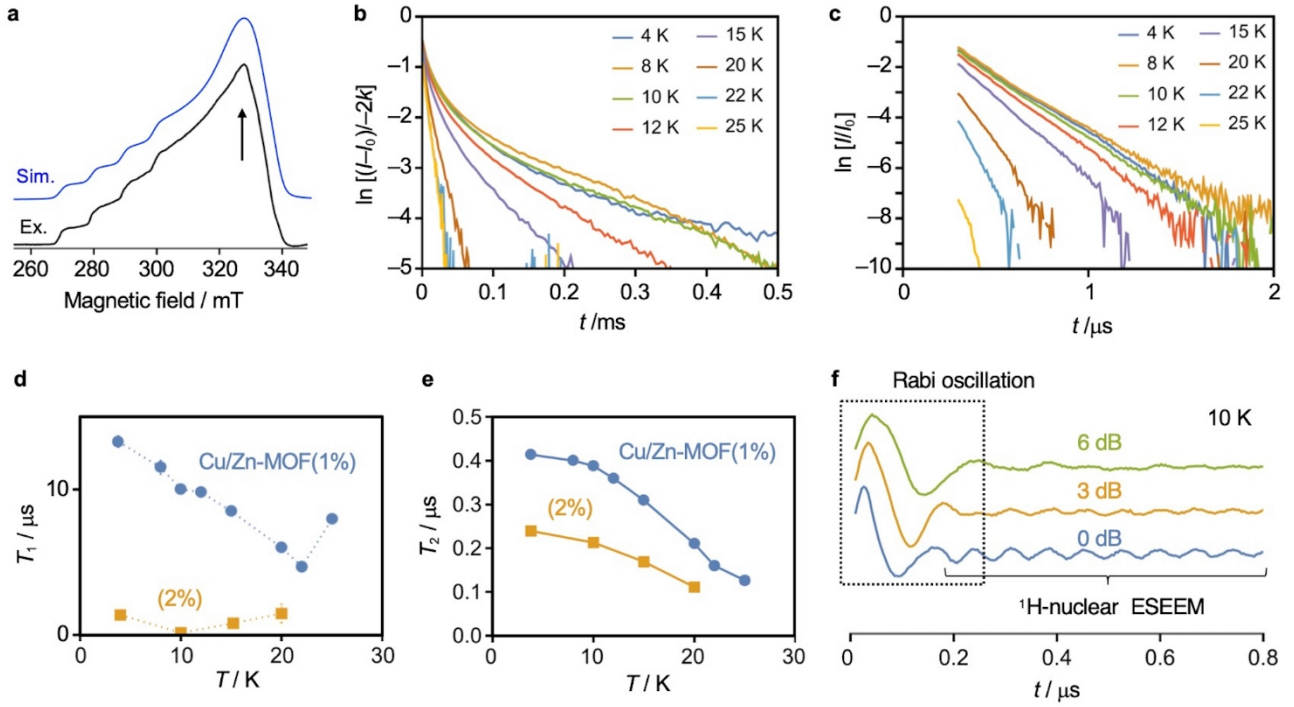 a
Sim.
Ex.
260 280 300 320 340
Magnetic field / mT
b
0
–1
–2
–3
–4
–5
ln [(I–I₀)/–2k]
4 K 15 K
8 K 20 K
10 K 22 K
12 K 25 K
0 0.1 0.2 0.3 0.4 0.5
t /ms
c
0
–2
–4
–6
–8
–10
ln [I/I₀]
4 K 15 K
8 K 20 K
10 K 22 K
12 K 25 K
0 1 2
t /μs
d
10
0
T₁ / μs
Cu/Zn-MOF(1%)
(2%)
0 10 20 30
T / K
e
0.5
0.4
0.3
0.2
0.1
0.0
T₂ / μs
Cu/Zn-MOF(1%)
(2%)
0 10 20 30
T / K
f
Rabi oscillation
10 K
6 dB
3 dB
0 dB
¹H-nuclear ESEEM
0 0.2 0.4 0.6 0.8
t / μs